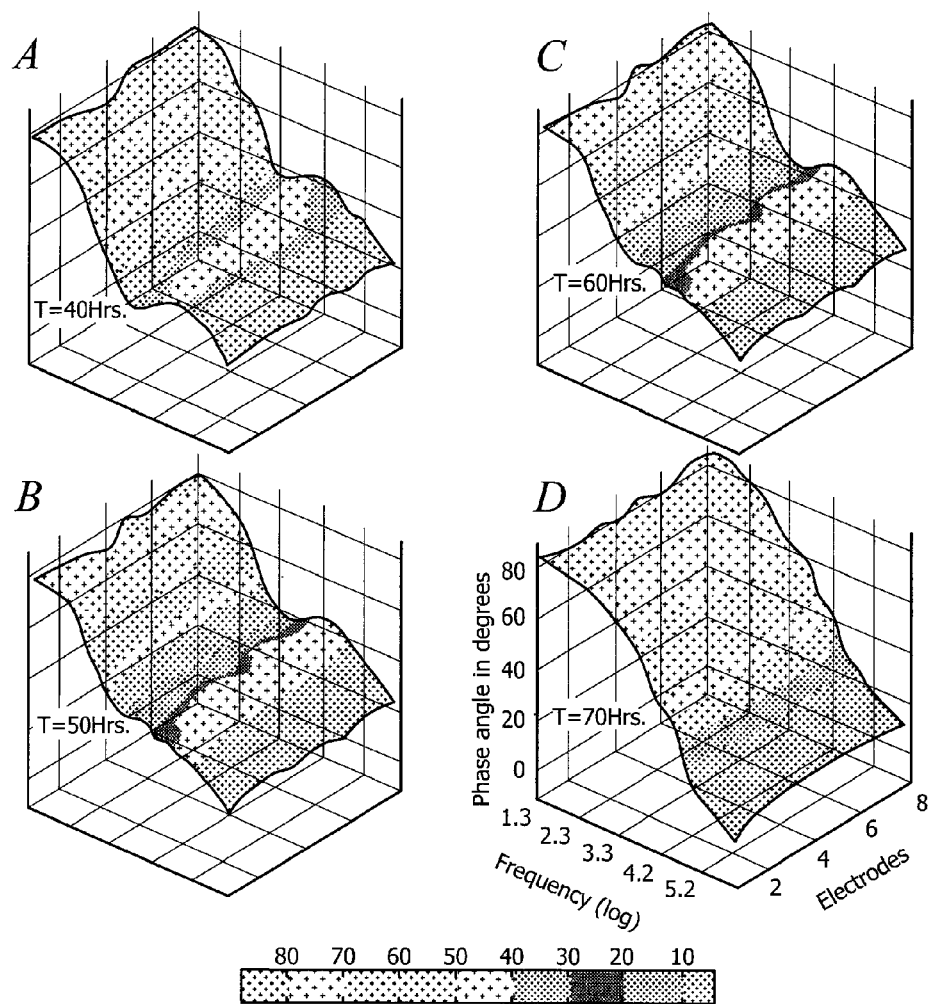 A
T=40Hrs.
C
T=60Hrs.
B
T=50Hrs.
D
T=70Hrs.
Phase angle in degrees
80
60
40
20
0
1.3
2.3
3.3
4.2
5.2
Frequency (log)
2
4
6
8
Electrodes
80 70 60 50 40 30 20 10